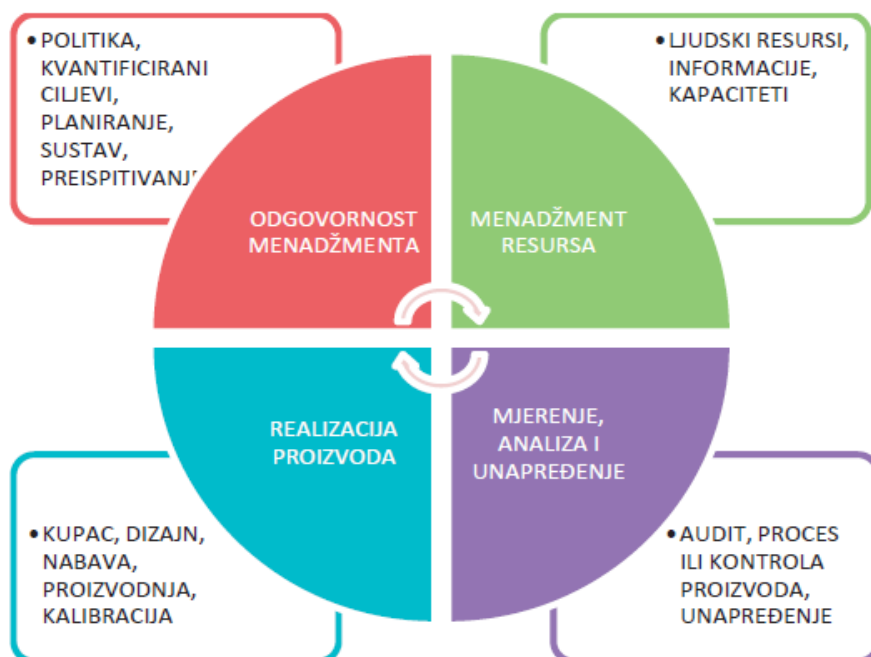 •POLITIKA,
KVANTIFICIRANI
CILJEVI,
PLANIRANJE,
SUSTAV,
PREISPITIVANJE
•LJUDSKI RESURSI,
INFORMACIJE,
KAPACITETI
ODGOVORNOST
MENADŽMENTA
MENADŽMENT
RESURSA
REALIZACIJA
PROIZVODA
MJERENJE,
ANALIZA I
UNAPREĐENJE
•KUPAC, DIZAJN,
NABAVA,
PROIZVODNJA,
KALIBRACIJA
•AUDIT, PROCES
ILI KONTROLA
PROIZVODA,
UNAPREĐENJE